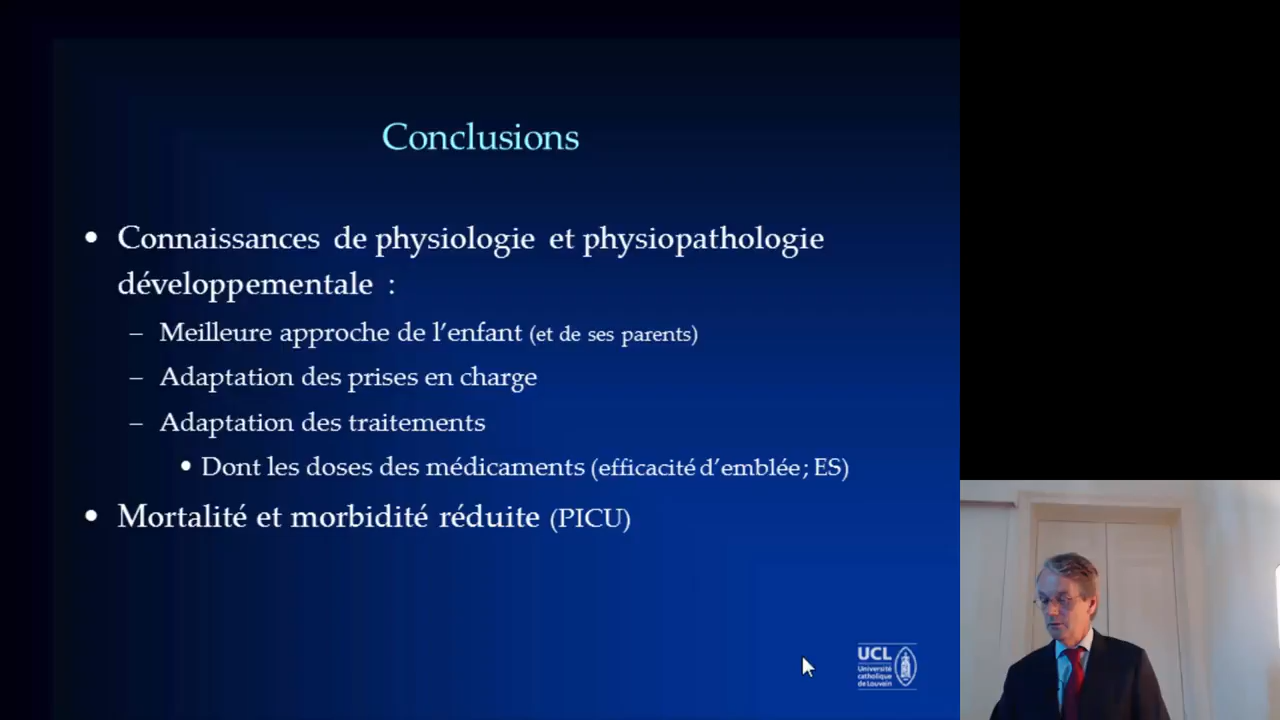 Conclusions
• Connaissances de physiologie et physiopathologie
développementale :
– Meilleure approche de l'enfant (et de ses parents)
– Adaptation des prises en charge
– Adaptation des traitements
• Dont les doses des médicaments (efficacité d'emblée ; ES)
• Mortalité et morbidité réduite (PICU)
UCL
Université
catholique
de Louvain